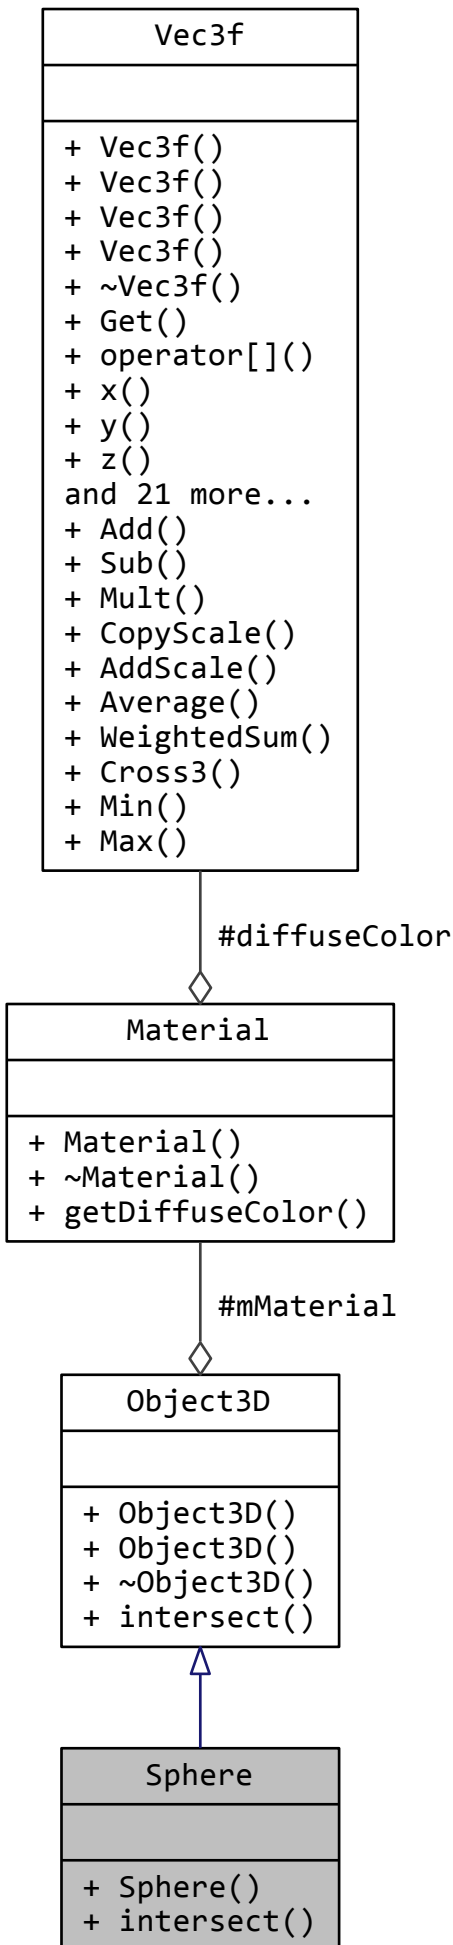 Vec3f
+ Vec3f()
+ Vec3f()
+ Vec3f()
+ Vec3f()
+ ~Vec3f()
+ Get()
+ operator[]()
+ x()
+ y()
+ z()
and 21 more...
+ Add()
+ Sub()
+ Mult()
+ CopyScale()
+ AddScale()
+ Average()
+ WeightedSum()
+ Cross3()
+ Min()
+ Max()
#diffuseColor
Material
+ Material()
+ ~Material()
+ getDiffuseColor()
#mMaterial
Object3D
+ Object3D()
+ Object3D()
+ ~Object3D()
+ intersect()
Sphere
+ Sphere()
+ intersect()